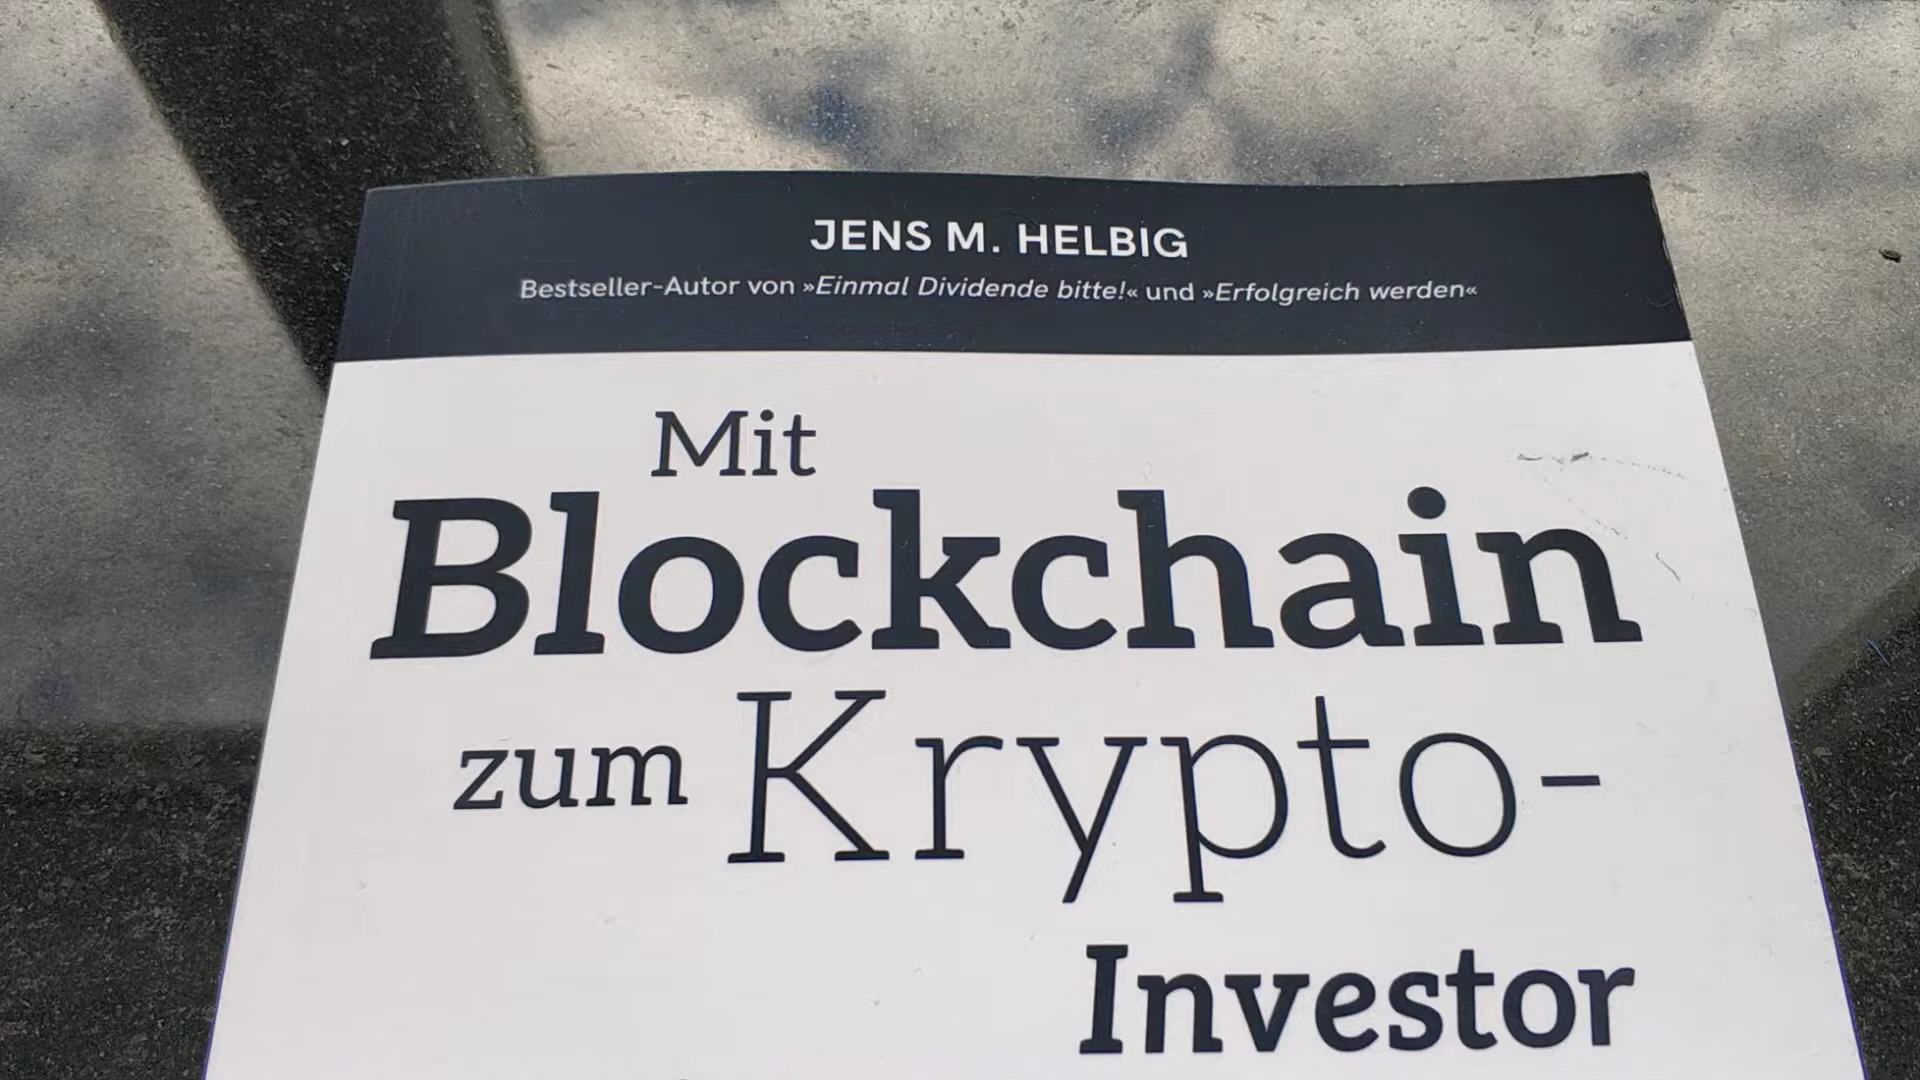 JENS M. HELBIG
Bestseller-Autor von »Einmal Dividende bitte!« und »Erfolgreich werden«
Mit
Blockchain
zum Krypto-
Investor